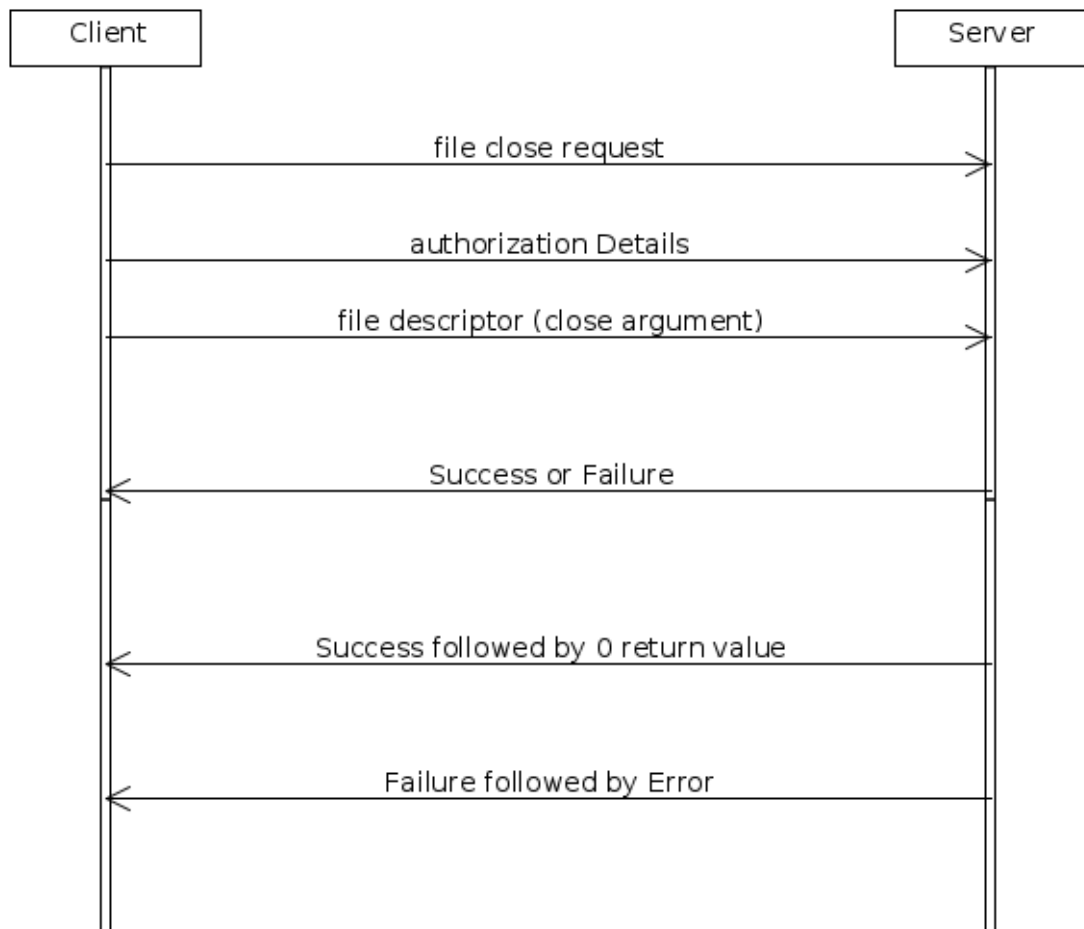 Client
Server
file close request
authorization Details
file descriptor (close argument)
Success or Failure
Success followed by 0 return value
Failure followed by Error